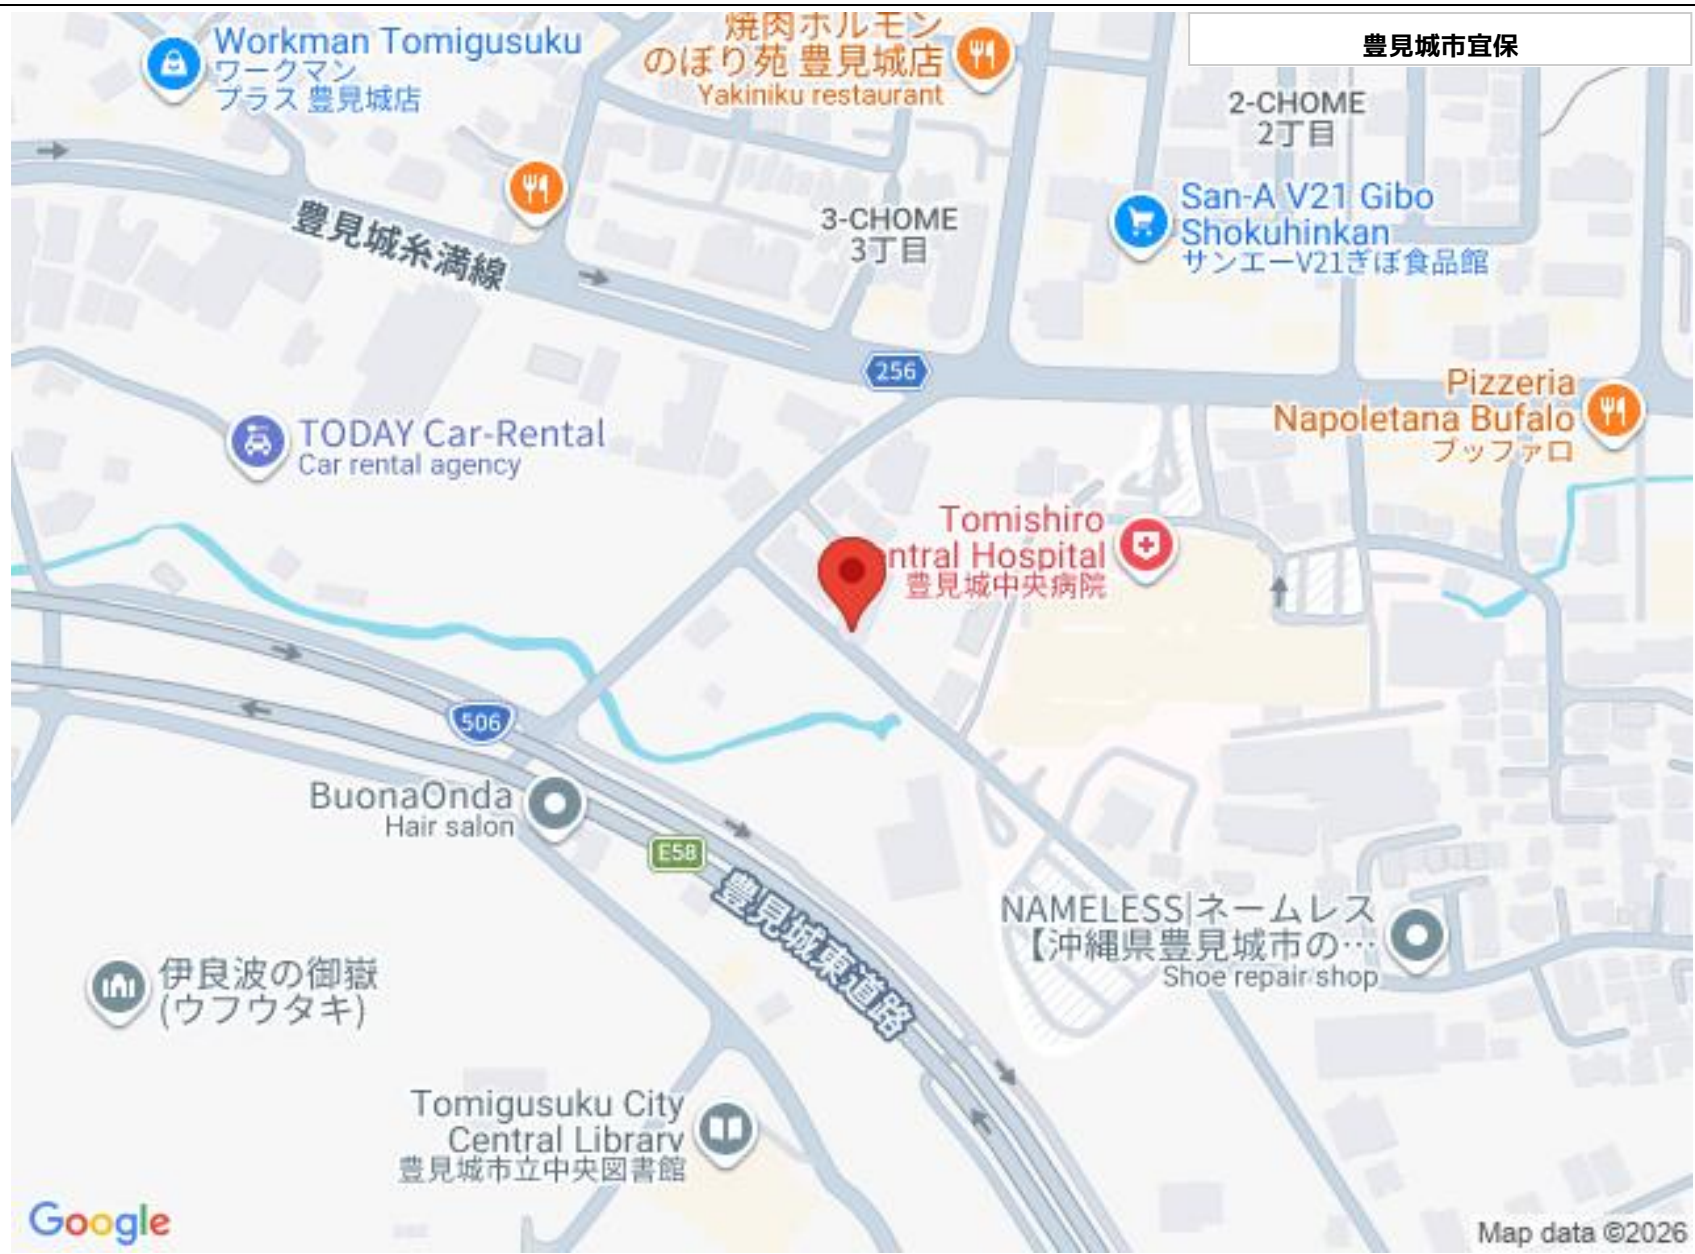 豊見城市宜保
Workman Tomigusuku
ワークマン
プラス 豊見城店
焼肉ホルモン
のぼり苑 豊見城店
Yakiniku restaurant
2-CHOME
2丁目
3-CHOME
3丁目
San-A V21 Gibo
Shokuhinkan
サンエーV21ぎぼ食品館
豊見城糸満線
256
Pizzeria
Napoletana Bufalo
ブッファロ
TODAY Car-Rental
Car rental agency
Tomishiro
ntral Hospital
豊見城中央病院
506
BuonaOnda
Hair salon
E58
豊見城東道路
NAMELESS|ネームレス
【沖縄県豊見城市の…
Shoe repair shop
伊良波の御嶽
(ウフウタキ)
Tomigusuku City
Central Library
豊見城市立中央図書館
Google
Map data ©2026